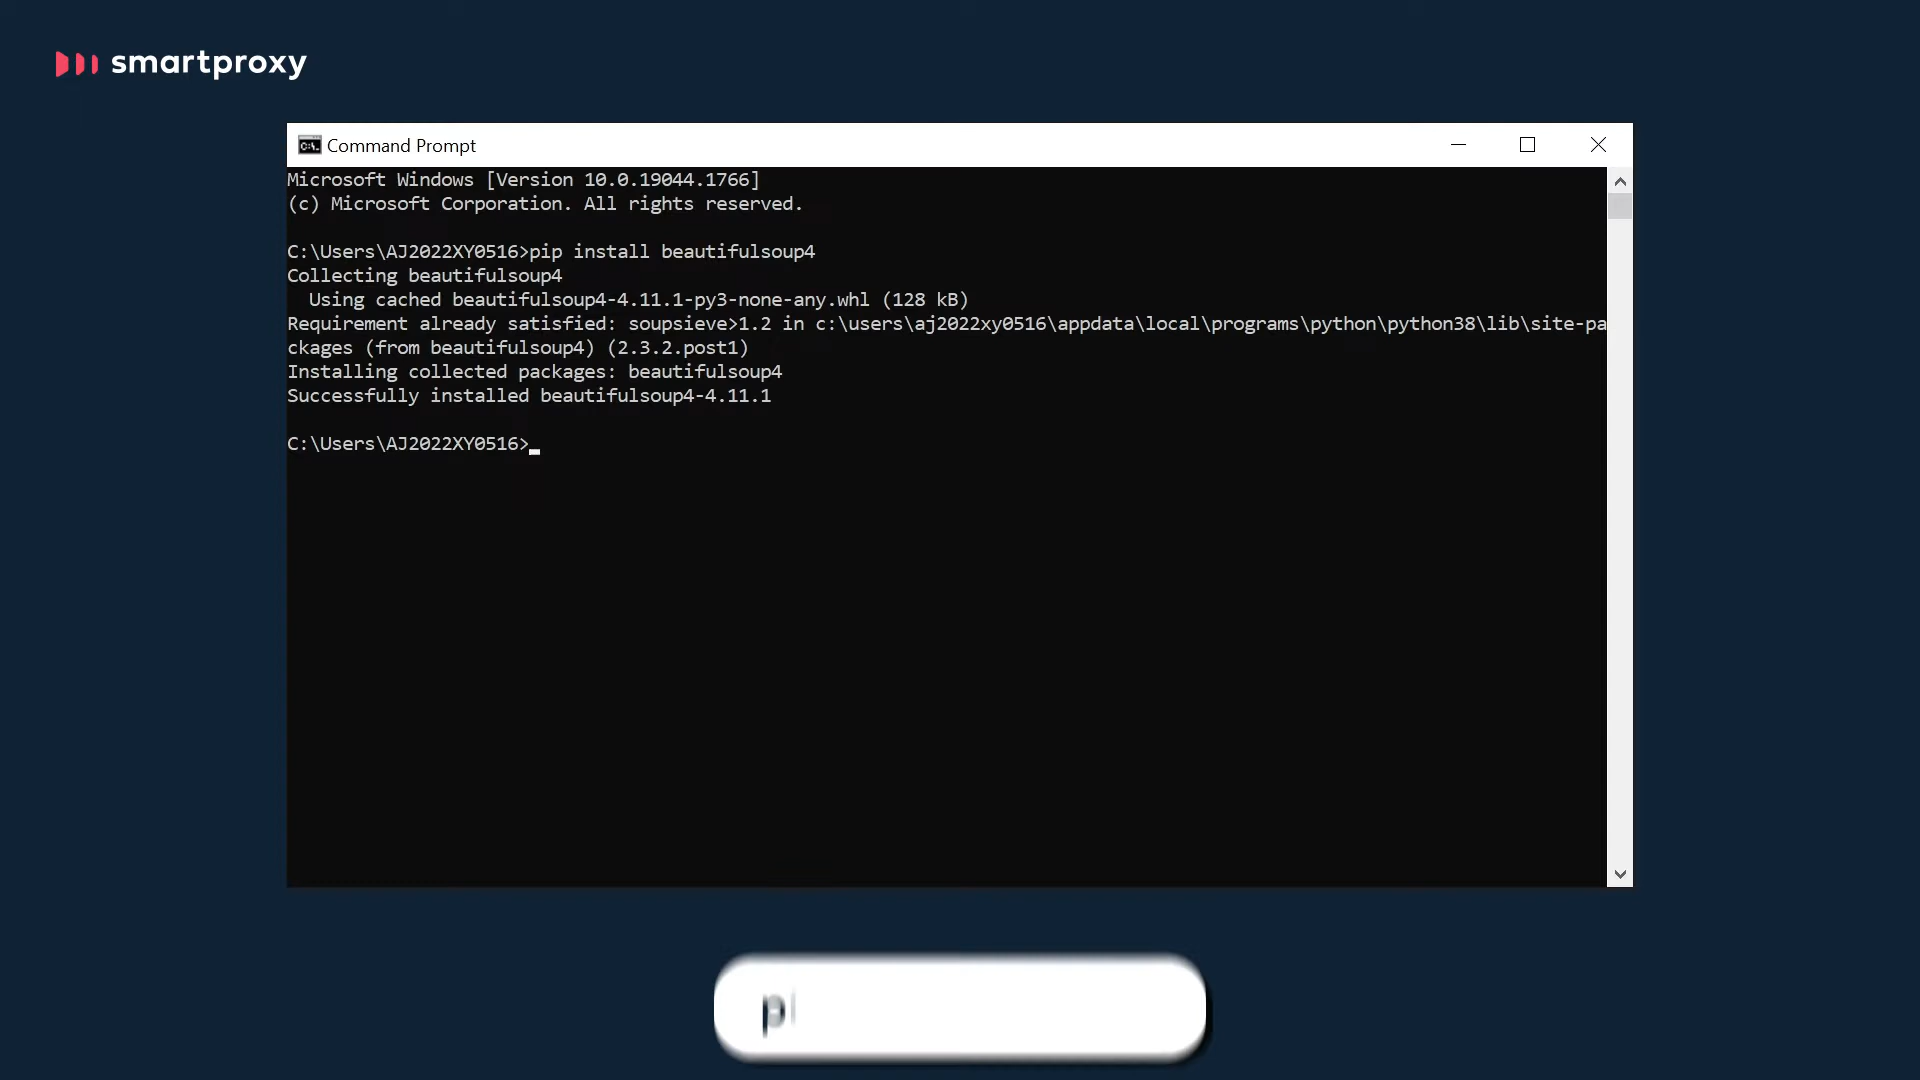 smartproxy
Command Prompt
Microsoft Windows [Version 10.0.19044.1766]
(c) Microsoft Corporation. All rights reserved.
C:\Users\AJ2022XY0516>pip install beautifulsoup4
Collecting beautifulsoup4
Using cached beautifulsoup4-4.11.1-py3-none-any.whl (128 kB)
Requirement already satisfied: soupsieve>1.2 in c:\users\aj2022xy0516\appdata\local\programs\python\python38\lib\site-pa
ckages (from beautifulsoup4) (2.3.2.post1)
Installing collected packages: beautifulsoup4
Successfully installed beautifulsoup4-4.11.1
C:\Users\AJ2022XY0516>